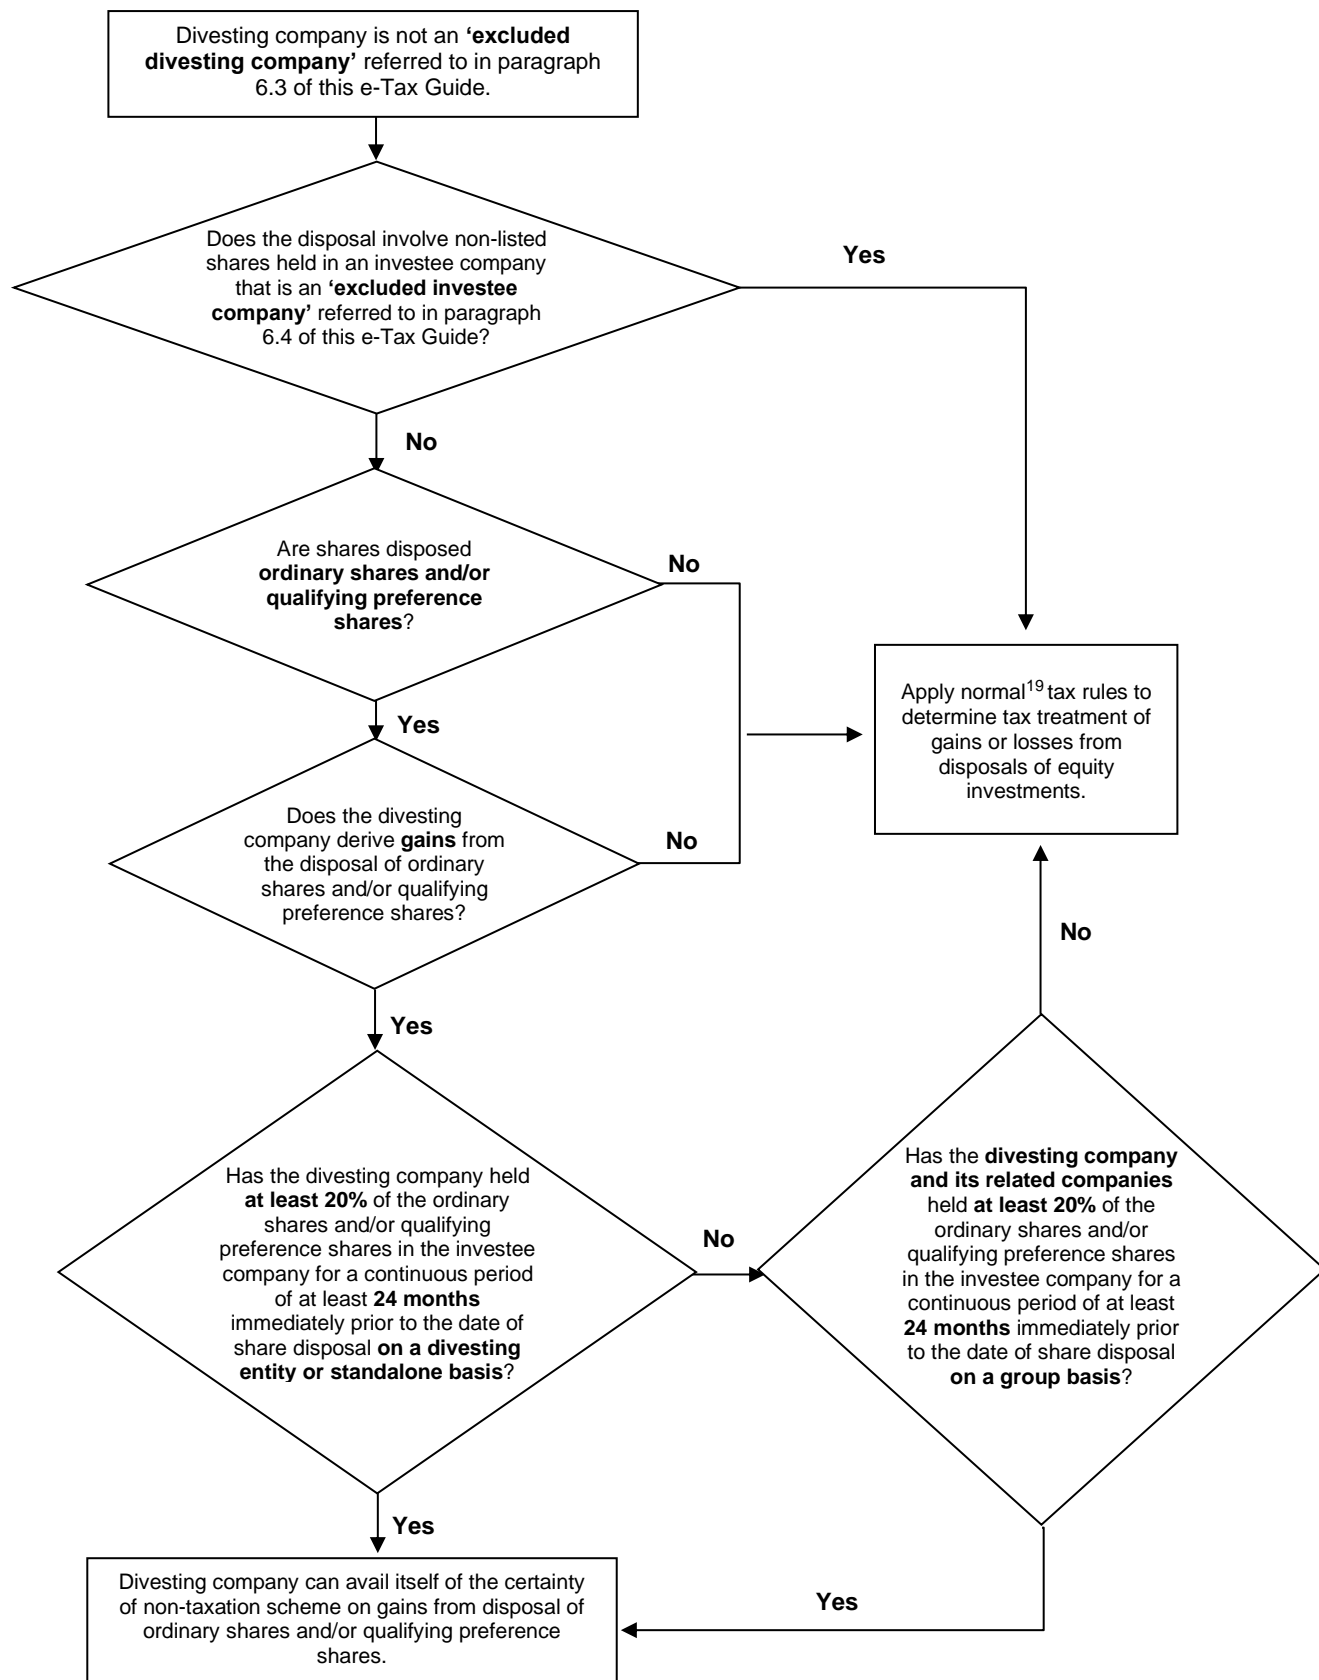 Divesting company is not an ‘excluded
divesting company’ referred to in paragraph
6.3 of this e-Tax Guide.
Does the disposal involve non-listed
shares held in an investee company
that is an ‘excluded investee
company’ referred to in paragraph
6.4 of this e-Tax Guide?
Yes
No
Are shares disposed
ordinary shares and/or
qualifying preference
shares?
No
Yes
Apply normal19 tax rules to
determine tax treatment of
gains or losses from
disposals of equity
investments.
Does the divesting
company derive gains from
the disposal of ordinary
shares and/or qualifying
preference shares?
No
Yes
No
Has the divesting company held
at least 20% of the ordinary
shares and/or qualifying
preference shares in the investee
company for a continuous period
of at least 24 months
immediately prior to the date of
share disposal on a divesting
entity or standalone basis?
No
Has the divesting company
and its related companies
held at least 20% of the
ordinary shares and/or
qualifying preference shares
in the investee company for a
continuous period of at least
24 months immediately prior
to the date of share disposal
on a group basis?
Yes
Yes
Divesting company can avail itself of the certainty
of non-taxation scheme on gains from disposal of
ordinary shares and/or qualifying preference
shares.